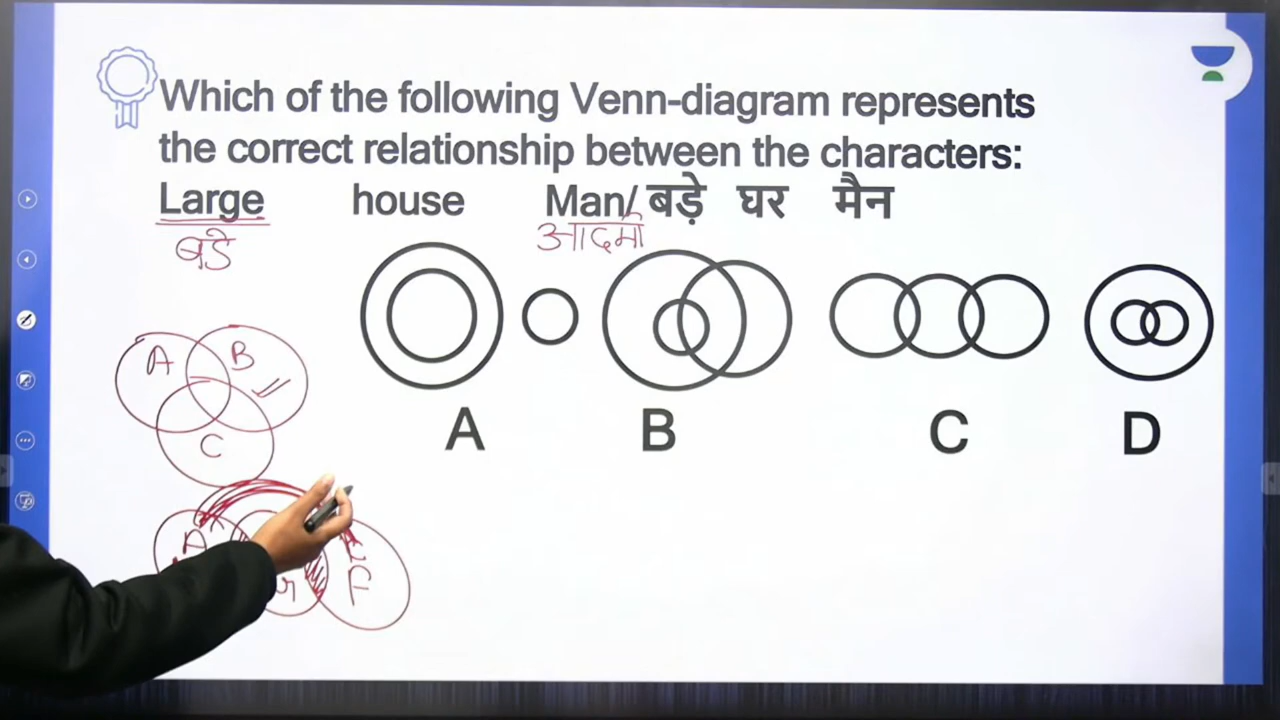 Which of the following Venn-diagram represents
the correct relationship between the characters:
Large house Man/ बड़े घर मैन
बडे आदमी
A B
C
A F
A B C D